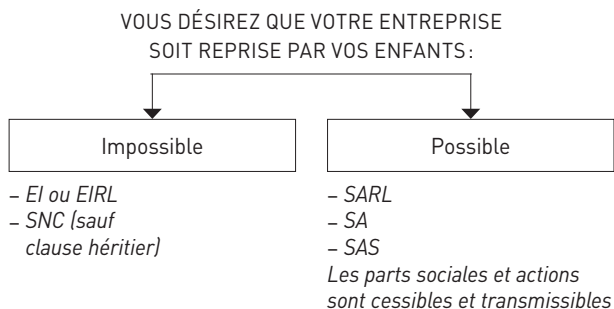 VOUS DÉSIREZ QUE VOTRE ENTREPRISE
SOIT REPRISE PAR VOS ENFANTS :
Impossible
– EI ou EIRL
– SNC (sauf
clause héritier)
Possible
– SARL
– SA
– SAS
Les parts sociales et actions
sont cessibles et transmissibles